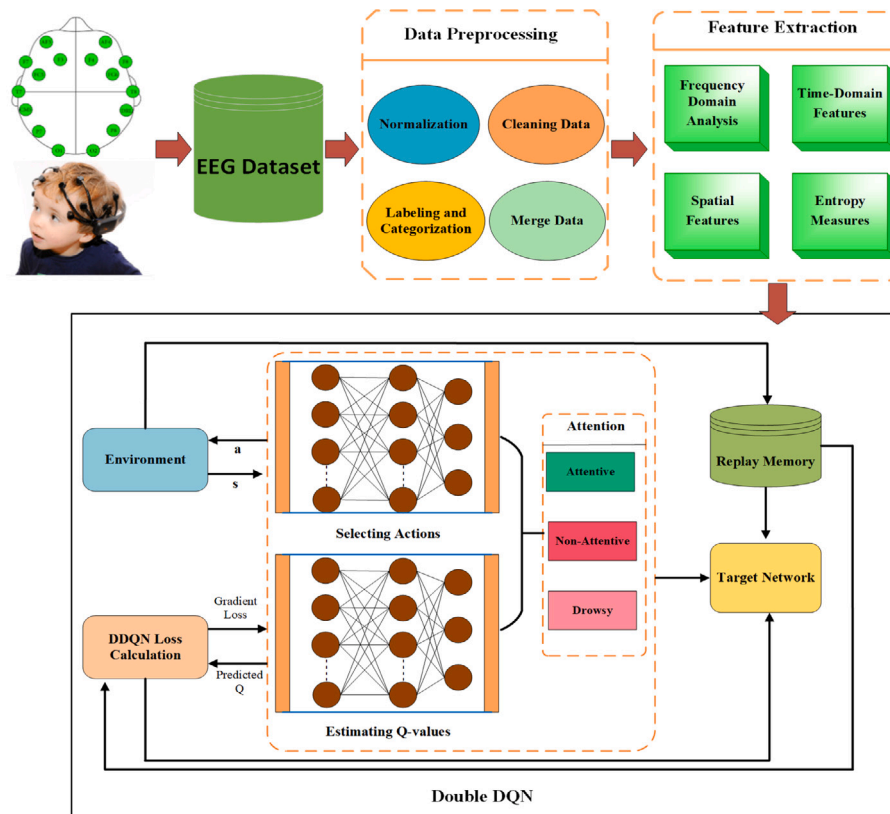 Data Preprocessing
Feature Extraction
EEG Dataset
Normalization
Cleaning Data
Labeling and
Categorization
Merge Data
Frequency
Domain
Analysis
Time-Domain
Features
Spatial
Features
Entropy
Measures
Environment
a
s
Selecting Actions
Attention
Attentive
Non-Attentive
Drowsy
Replay Memory
Target Network
DDQN Loss
Calculation
Gradient
Loss
Predicted
Q
Estimating Q-values
Double DQN